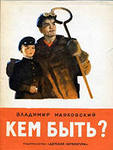 ВЛАДИМИР МАЯКОВСКИЙ
КЕМ БЫТЬ?
ИЗДАТЕЛЬСТВО «ДЕТСКАЯ ЛИТЕРАТУРА»